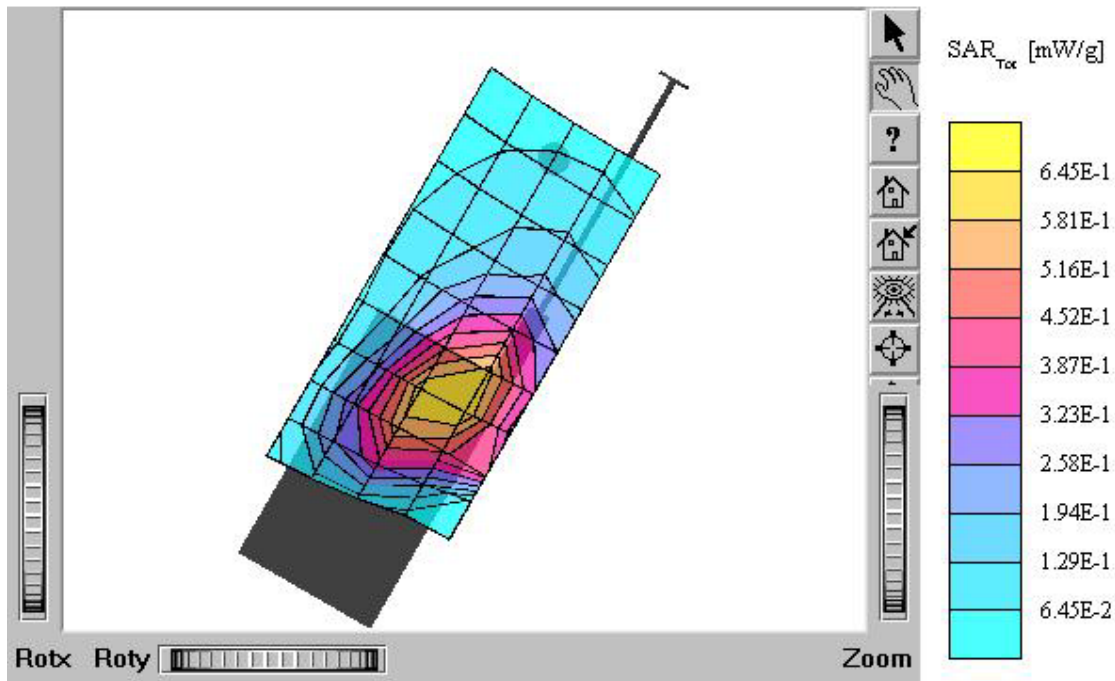 SAR_Tot [mW/g]
?
6.45E-1
5.81E-1
5.16E-1
4.52E-1
3.87E-1
3.23E-1
2.58E-1
1.94E-1
1.29E-1
6.45E-2
Rotx Roty Zoom